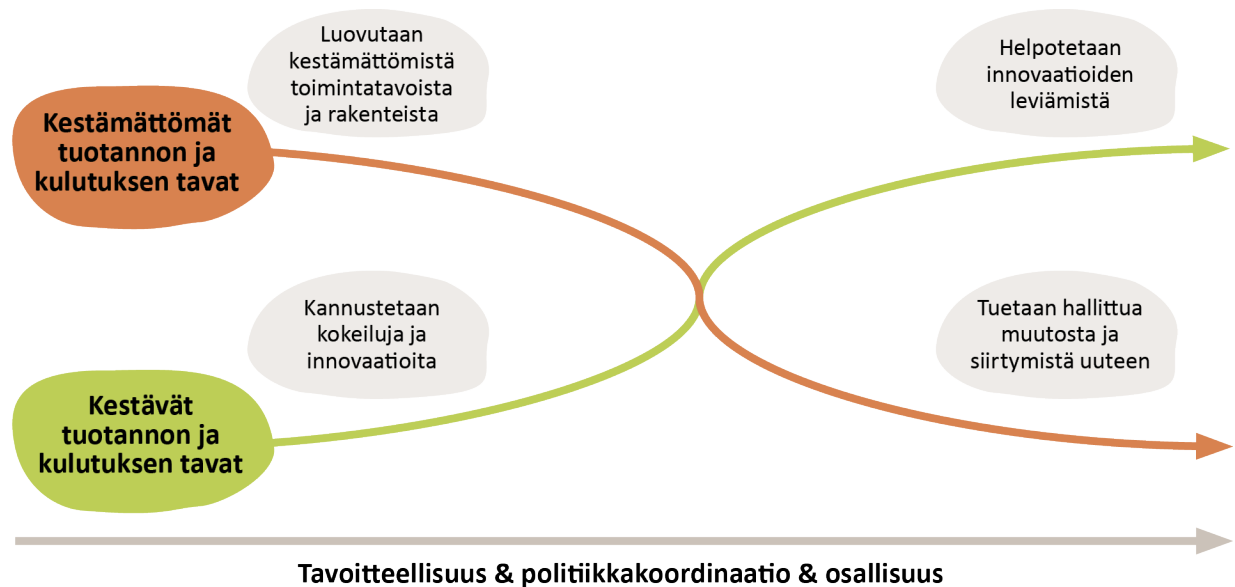 Luovutaan
kestämättömistä
toimintatavoista
ja rakenteista
Helpotetaan
innovaatioiden
leviämistä
Kestämättömät
tuotannon ja
kulutuksen tavat
Kannustetaan
kokeiluja ja
innovaatioita
Tuetaan hallittua
muutosta ja
siirtymistä uuteen
Kestävät
tuotannon ja
kulutuksen tavat
Tavoitteellisuus & politiikkakoordinaatio & osallisuus